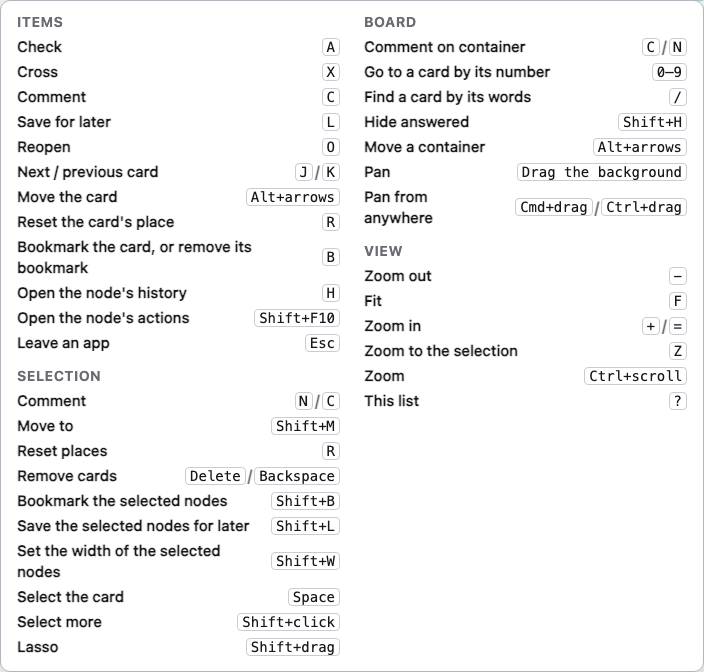 ITEMS
Check A
Cross X
Comment C
Save for later L
Reopen O
Next / previous card J / K
Move the card Alt+arrows
Reset the card's place R
Bookmark the card, or remove its
bookmark B
Open the node's history H
Open the node's actions Shift+F10
Leave an app Esc
SELECTION
Comment N / C
Move to Shift+M
Reset places R
Remove cards Delete / Backspace
Bookmark the selected nodes Shift+B
Save the selected nodes for later Shift+L
Set the width of the selected
nodes Shift+W
Select the card Space
Select more Shift+click
Lasso Shift+drag
BOARD
Comment on container C / N
Go to a card by its number 0–9
Find a card by its words /
Hide answered Shift+H
Move a container Alt+arrows
Pan Drag the background
Pan from
anywhere Cmd+drag / Ctrl+drag
VIEW
Zoom out −
Fit F
Zoom in + / =
Zoom to the selection Z
Zoom Ctrl+scroll
This list ?